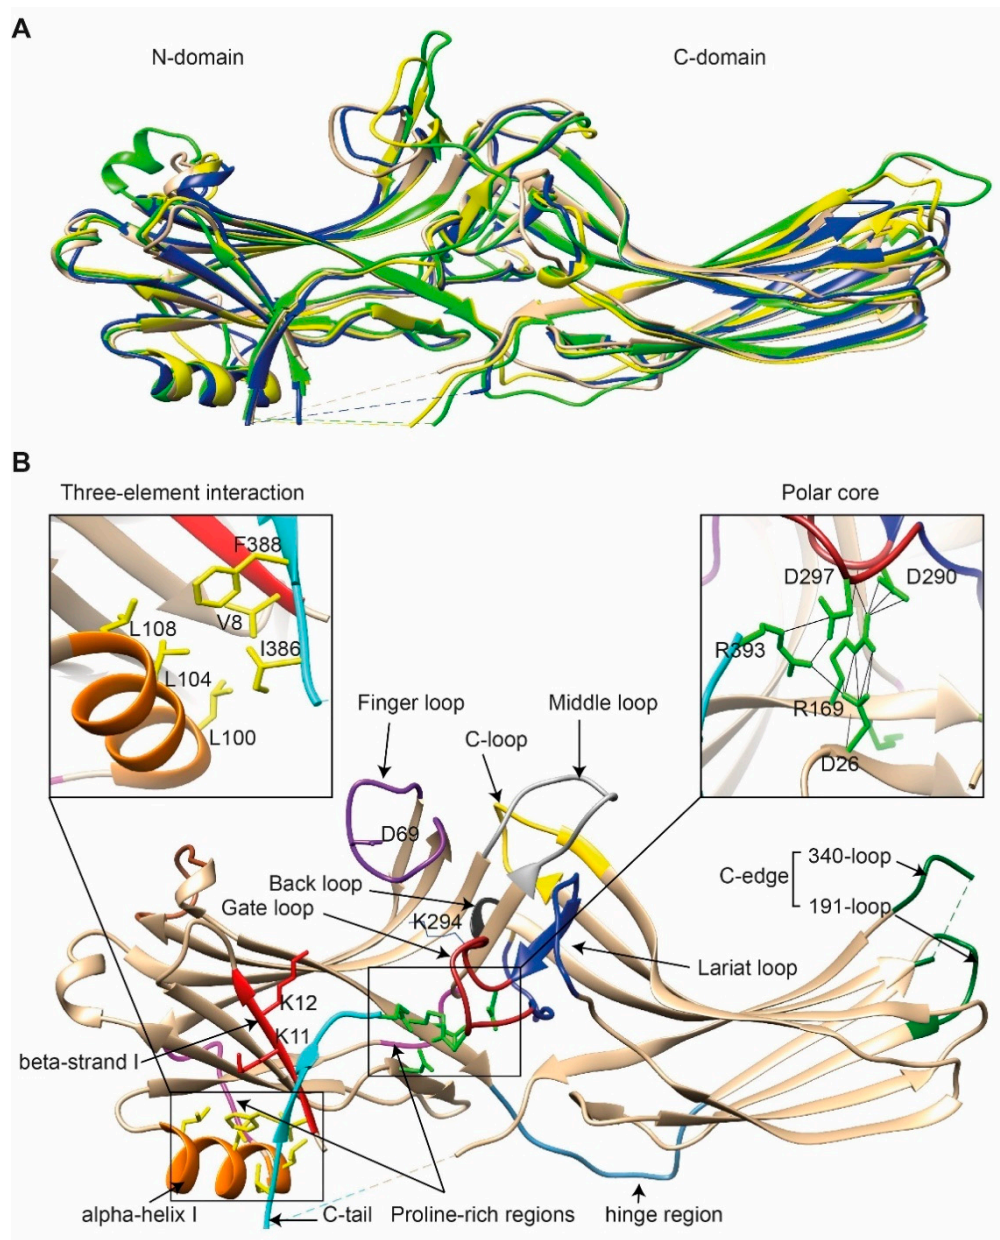 A
N-domain
C-domain
B
Three-element interaction
Polar core
F388
V8
L108
I386
L104
L100
D297
D290
R393
R169
D26
Finger loop
Middle loop
C-loop
D69
Back loop
Gate loop
K294
340-loop
C-edge
191-loop
Lariat loop
K12
K11
beta-strand I
alpha-helix I
C-tail
Proline-rich regions
hinge region